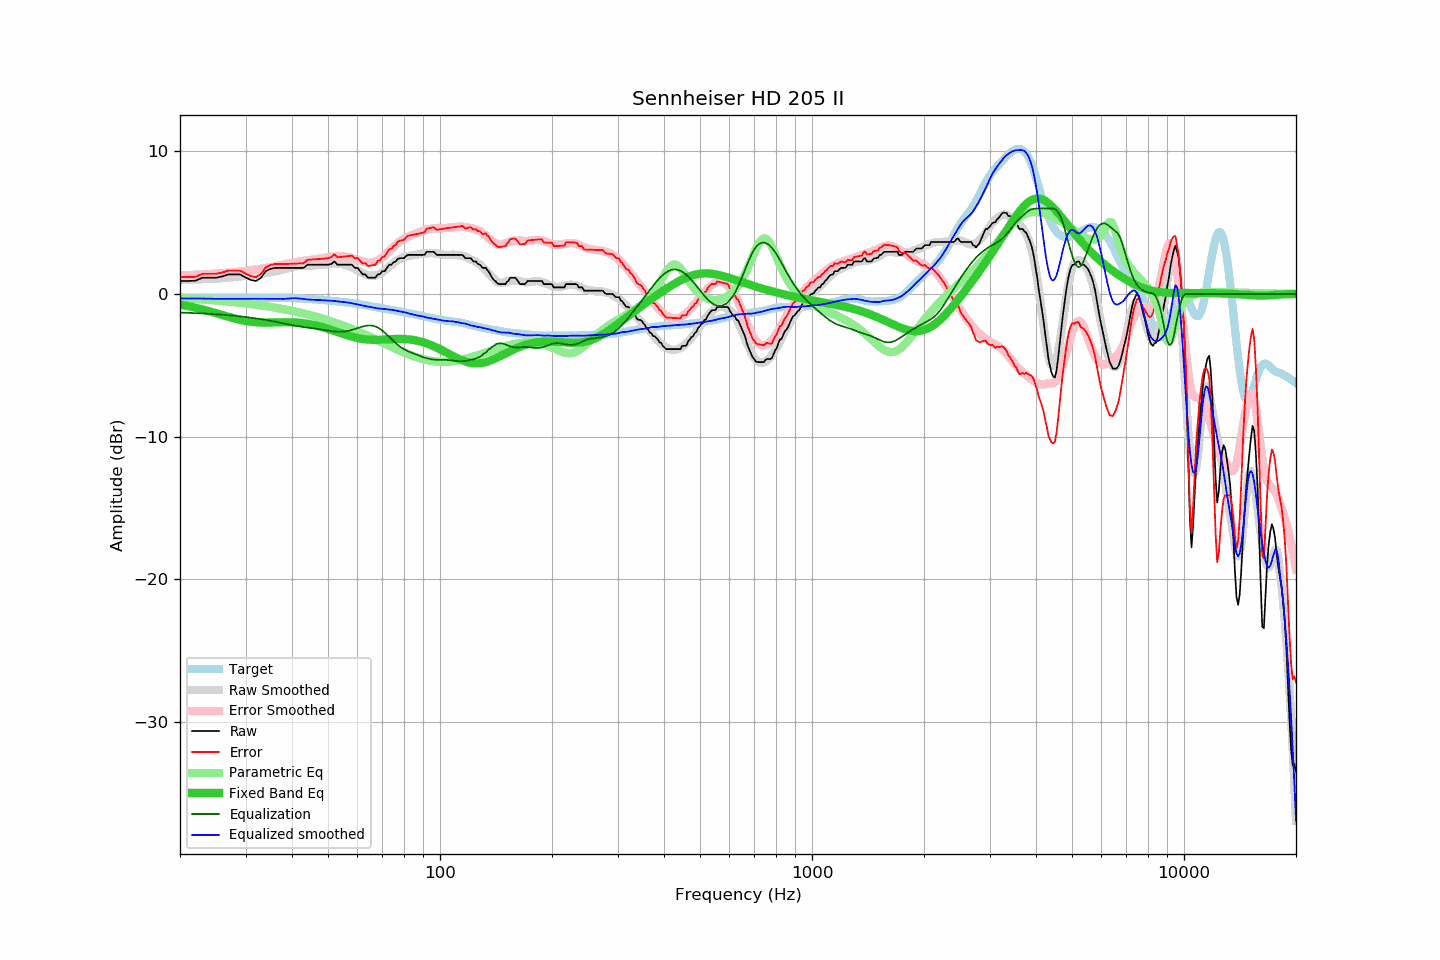 Sennheiser HD 205 II
10
0
−10
−20
−30
Amplitude (dBr)
Target
Raw Smoothed
Error Smoothed
Raw
Error
Parametric Eq
Fixed Band Eq
Equalization
Equalized smoothed
100
1000
10000
Frequency (Hz)